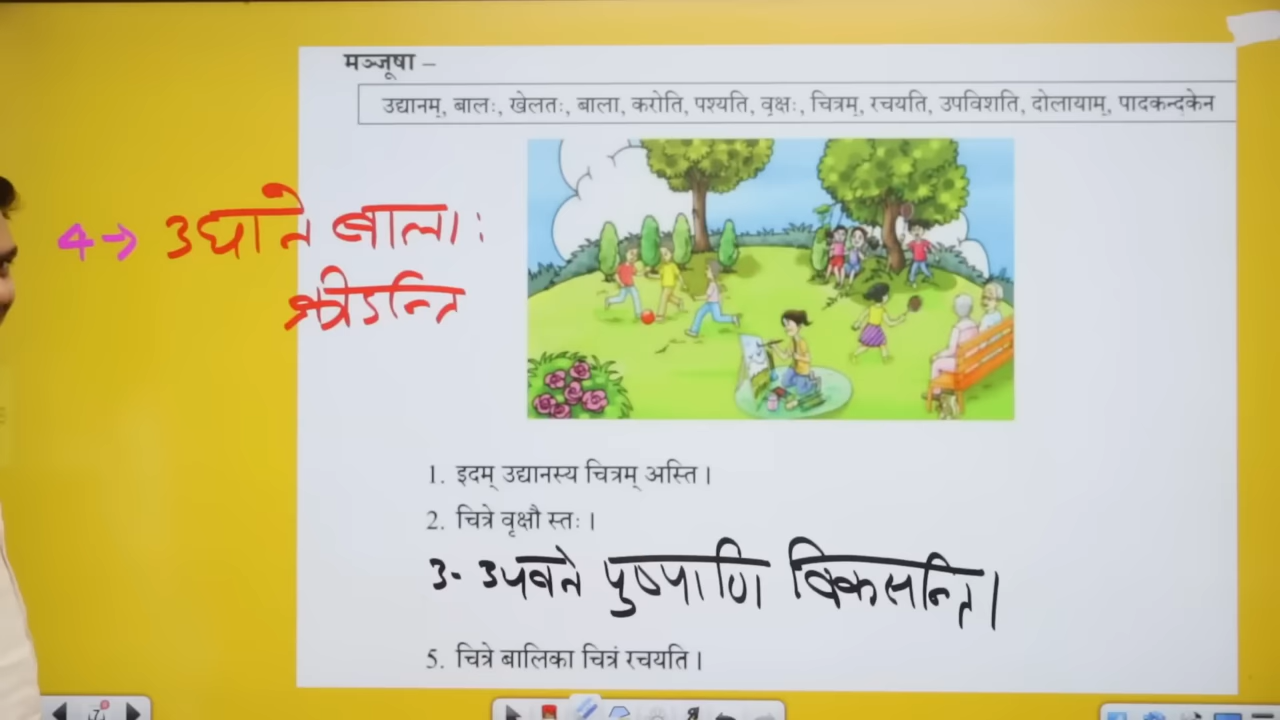 मञ्जूषा –
उद्यानम्, बालः, खेलतः, बाला, करोति, पश्यति, वृक्षः, चित्रम्, रचयति, उपविशति, दोलायाम्, पादकन्दकेन
4→ उद्याने बालाः
क्रीडन्ति
1. इदम् उद्यानस्य चित्रम् अस्ति ।
2. चित्रे वृक्षौ स्तः ।
3- उपवने पुष्पाणि विकसन्ति ।
5. चित्रे बालिका चित्रं रचयति ।